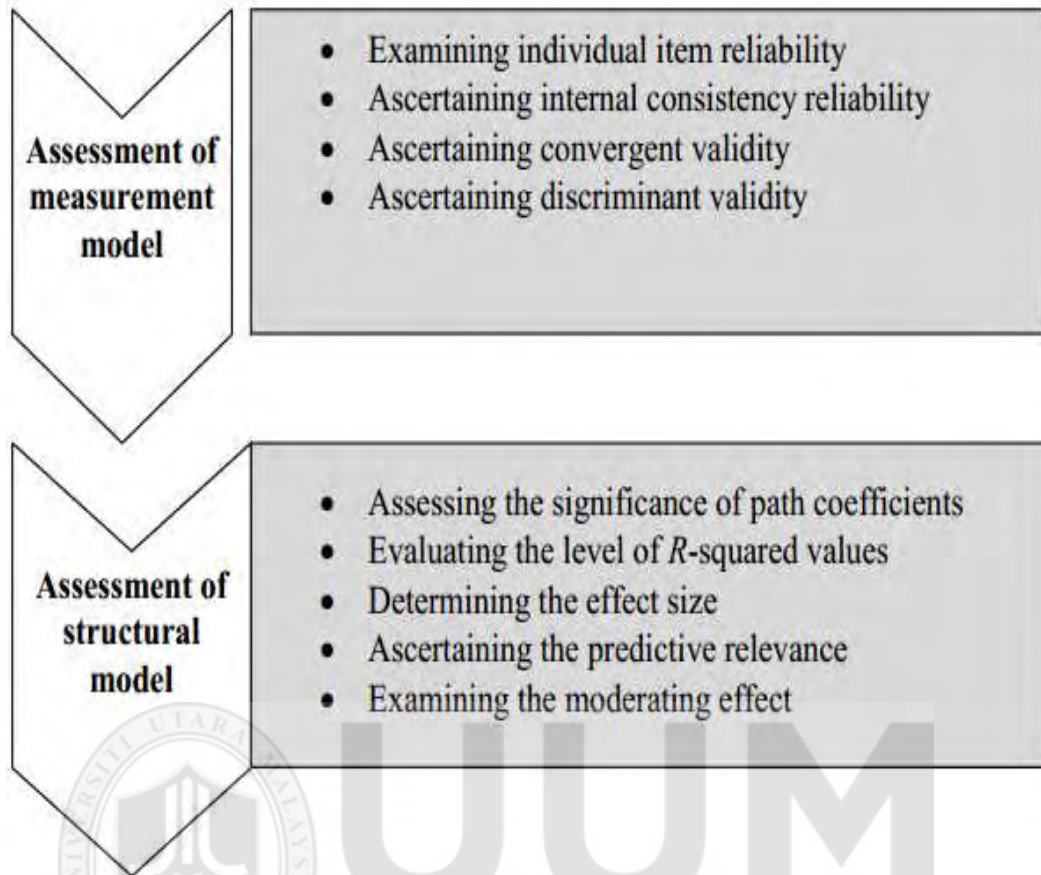 Assessment of
measurement
model
• Examining individual item reliability
• Ascertaining internal consistency reliability
• Ascertaining convergent validity
• Ascertaining discriminant validity
Assessment of
structural
model
• Assessing the significance of path coefficients
• Evaluating the level of R-squared values
• Determining the effect size
• Ascertaining the predictive relevance
• Examining the moderating effect
UTARA
UUM